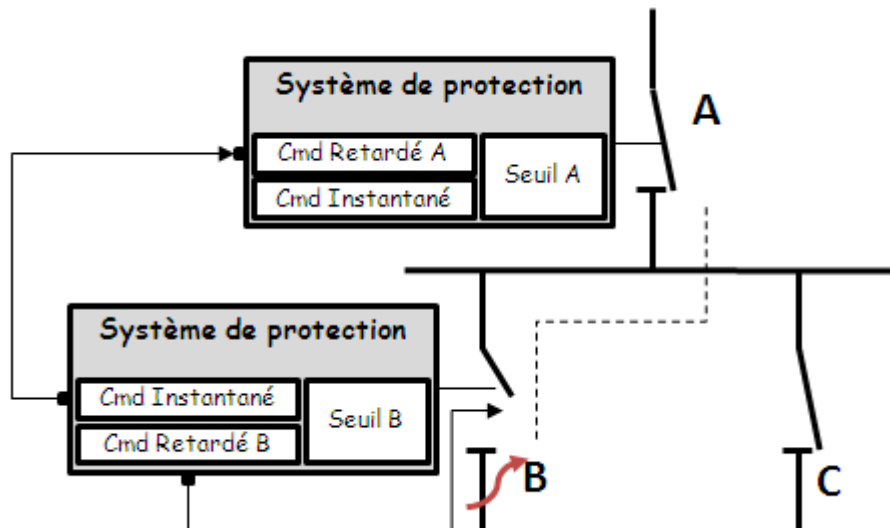 Système de protection
A
Cmd Retardé A
Seuil A
Cmd Instantané
Système de protection
Cmd Instantané
Seuil B
Cmd Retardé B
B
C